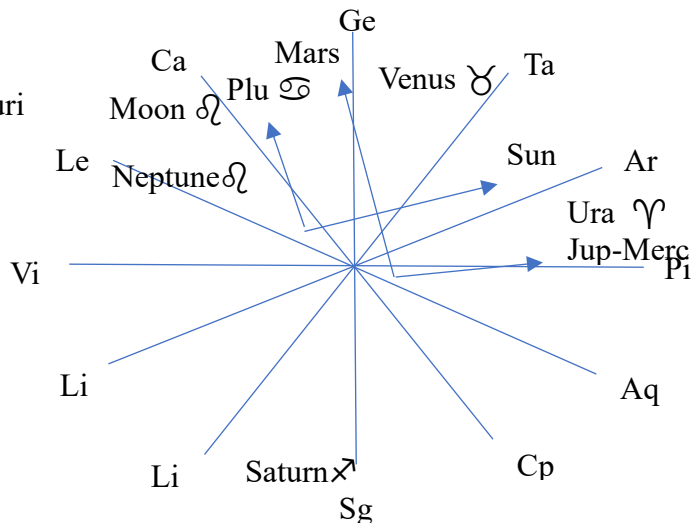 Ge
Ca
Mars
Ta
Plu ♋
Venus ♉
uri
Moon ♌
Le
Neptune♌
Sun
Ar
Ura ♈
Jup-Merc
Pi
Vi
Li
Aq
Li
Saturn♐
Cp
Sg